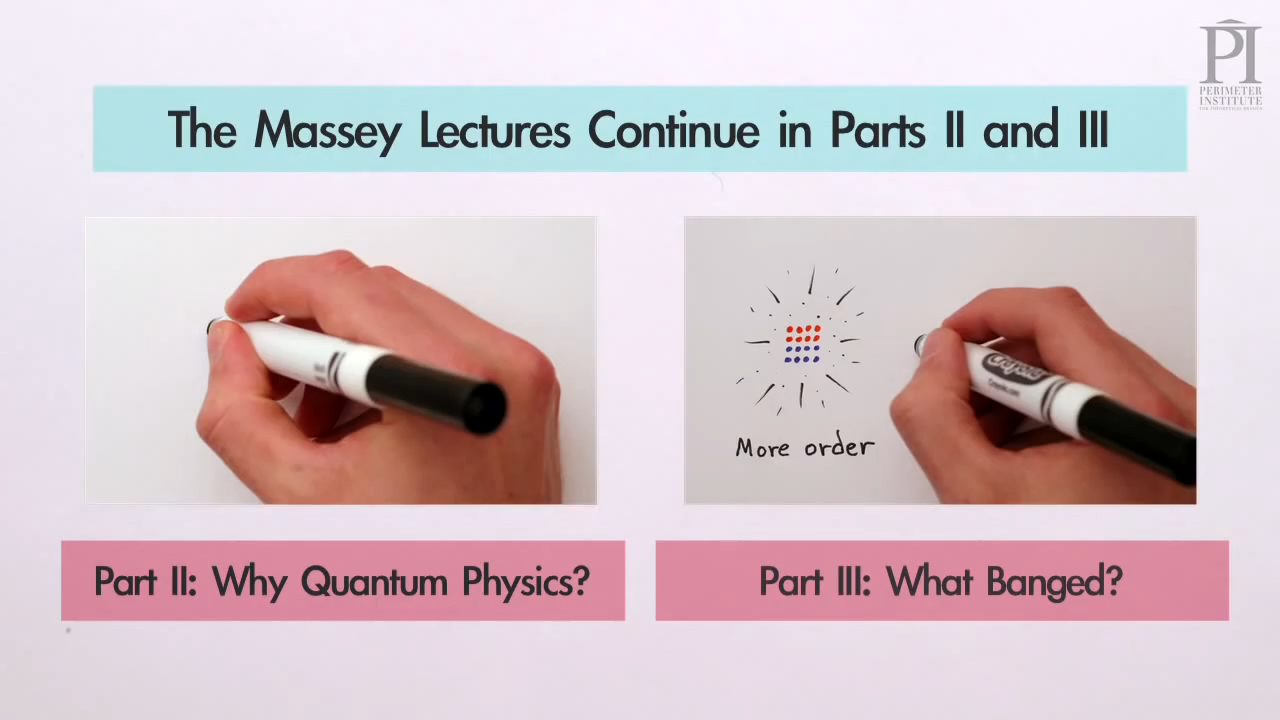 PI
PERIMETER
INSTITUTE
The Massey Lectures Continue in Parts II and III
Crayola
More order
Part II: Why Quantum Physics?
Part III: What Banged?